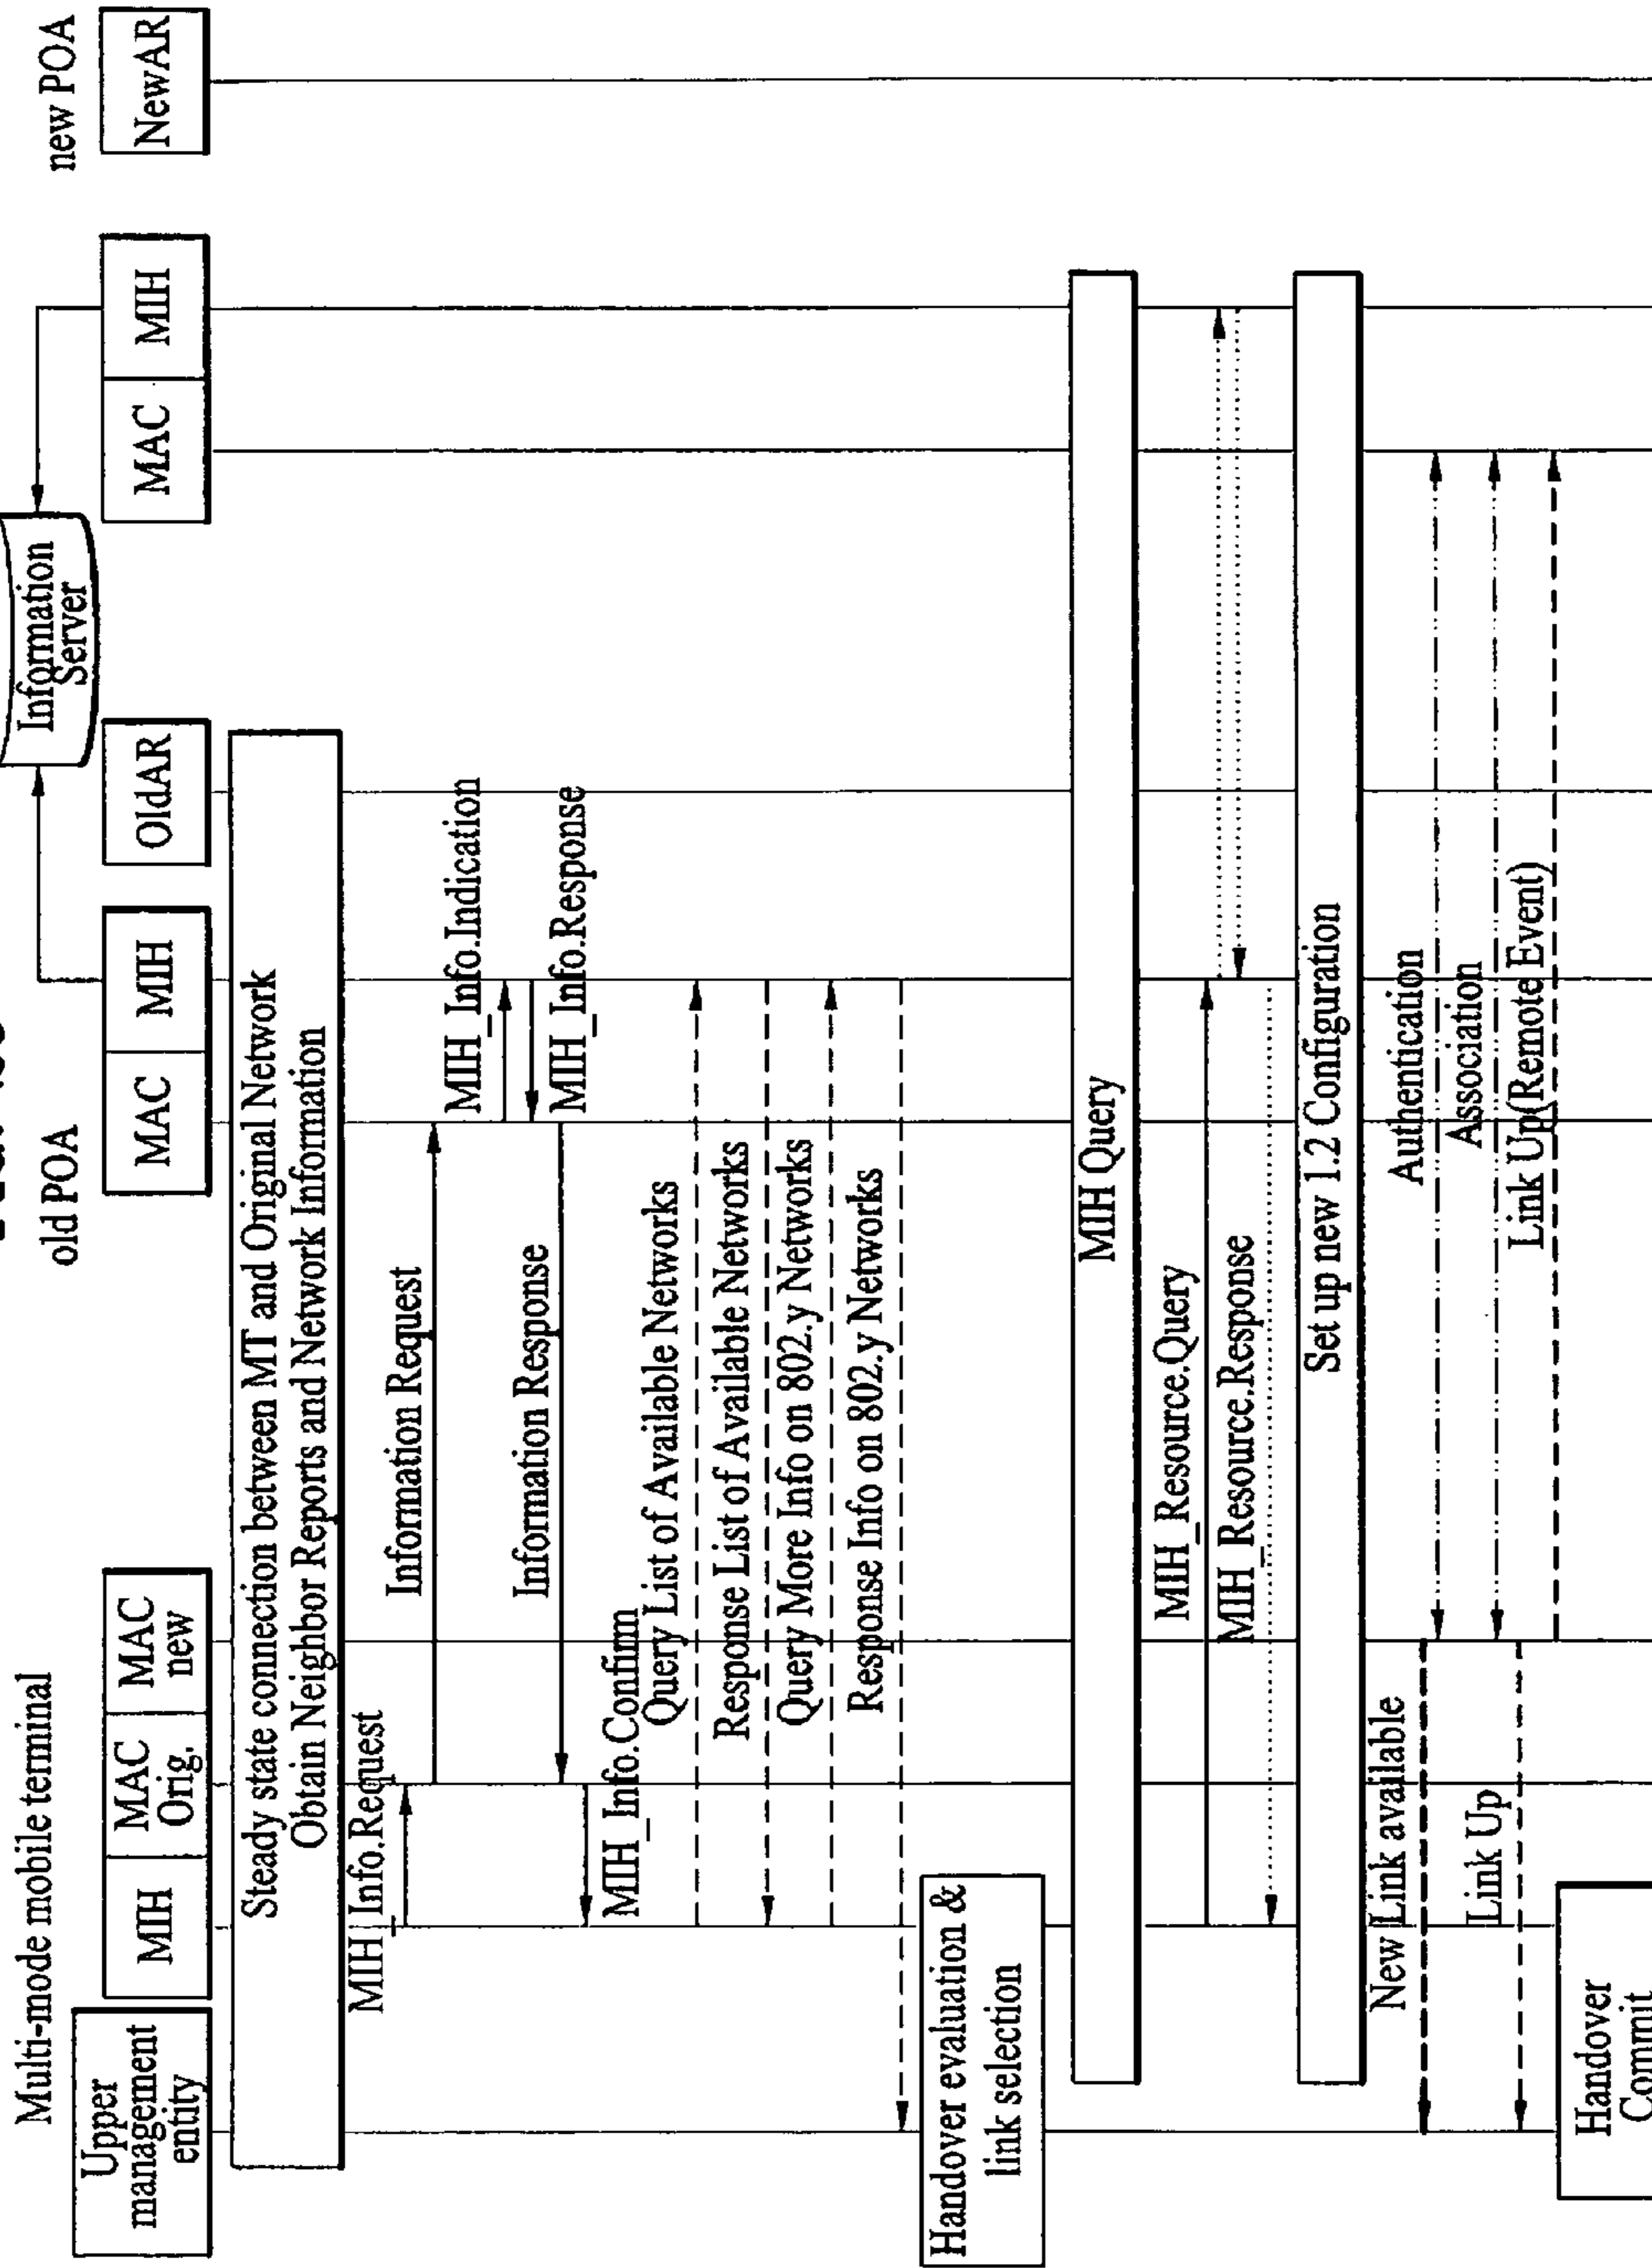 Multi-mode mobile terminal
old POA
new POA
Information
Server
Upper
management
entity
MIH
MAC
Orig.
MAC
new
MAC
MIH
OldAR
MAC
MIH
NewAR
Steady state connection between MT and Original Network
Obtain Neighbor Reports and Network Information
MIH_Info.Request
Information Request
MIH_Info.Indication
Information Response
MIH_Info.Response
MIH_Info.Confirm
Query List of Available Networks
Response List of Available Networks
Query More Info on 802.y Networks
Response Info on 802.y Networks
Handover evaluation &
link selection
MIH Query
MIH_Resource.Query
MIH_Resource.Response
Set up new 1.2 Configuration
New Link available
Authentication
Link Up
Association
Link Up(Remote Event)
Handover
Commit